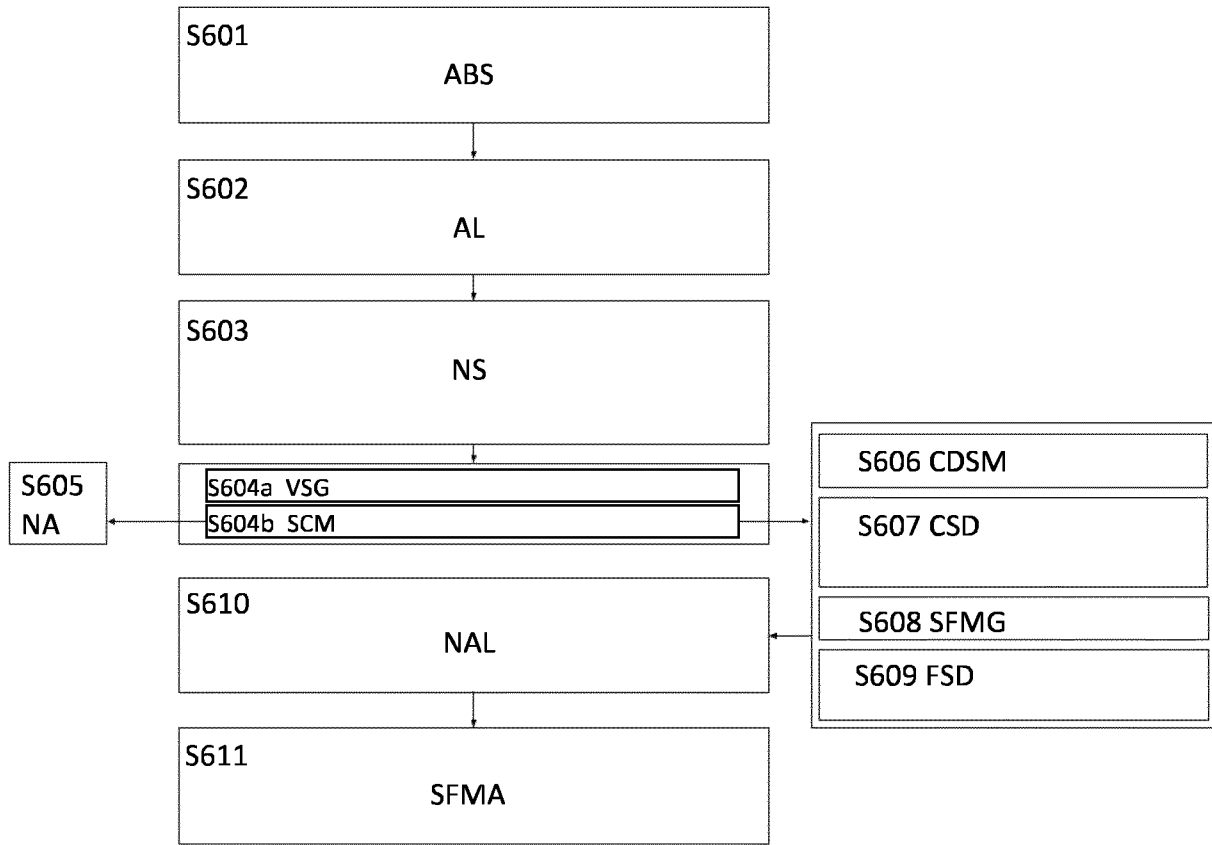 S601
ABS
S602
AL
S603
NS
S604a VSG
S604b SCM
S605
NA
S606 CDSM
S607 CSD
S608 SFMG
S609 FSD
S610
NAL
S611
SFMA